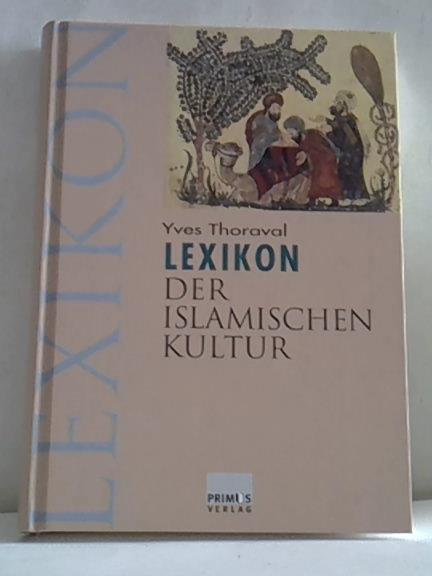 LEXIKON
Yves Thoraval
LEXIKON
DER
ISLAMISCHEN
KULTUR
PRIMUS
VERLAG